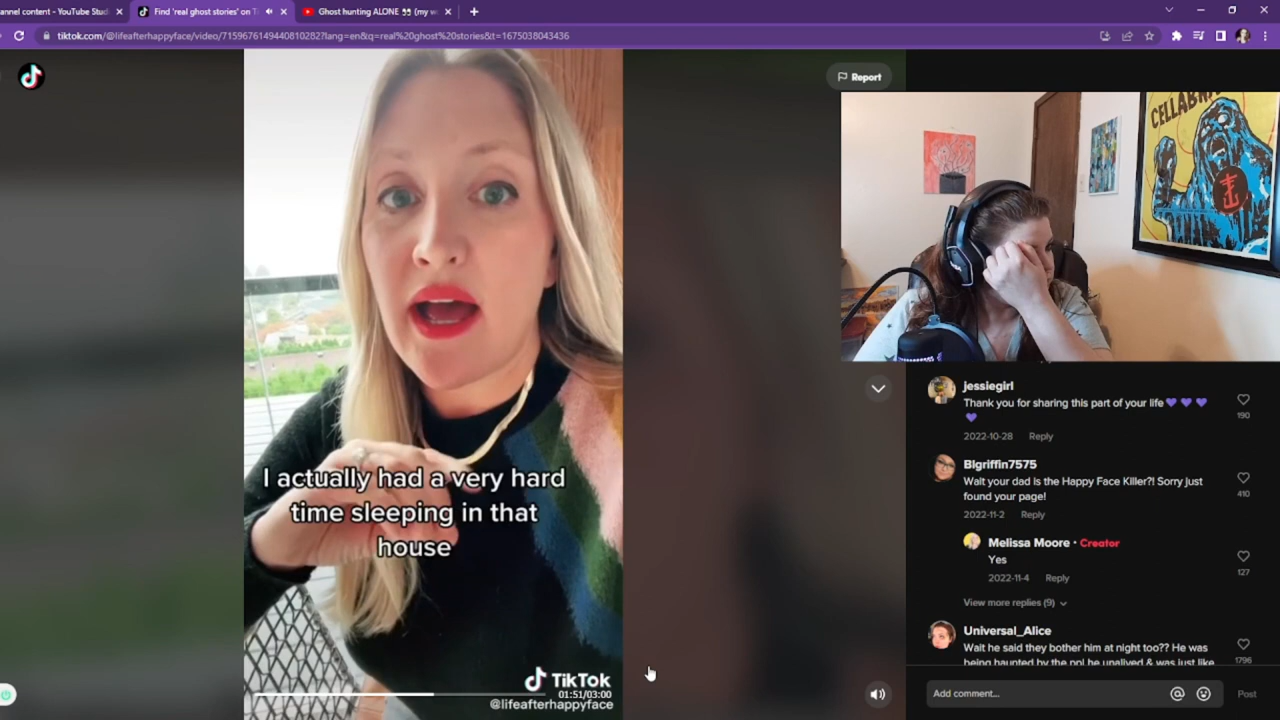 annel content - YouTube Stud
Find 'real ghost stories' on T
Ghost hunting ALONE 👀 (my w
tiktok.com/@lifeafterhappyface/video/7159676149440810282?lang=en&q=real%20ghost%20stories&t=1675038043436
Report
CELLABR
I actually had a very hard
time sleeping in that
house
TikTok
01:51/03:00
@lifeafterhappyface
jessiegirl
Thank you for sharing this part of your life💜 💜 💜
💜
190
2022-10-28 Reply
Blgriffin7575
Wait your dad is the Happy Face Killer?! Sorry just
found your page!
410
2022-11-2 Reply
Melissa Moore · Creator
Yes
127
2022-11-4 Reply
View more replies (9)
Universal_Alice
Wait he said they bother him at night too?? He was
being haunted by the ppl he unalived & was just like
1796
Add comment...
Post